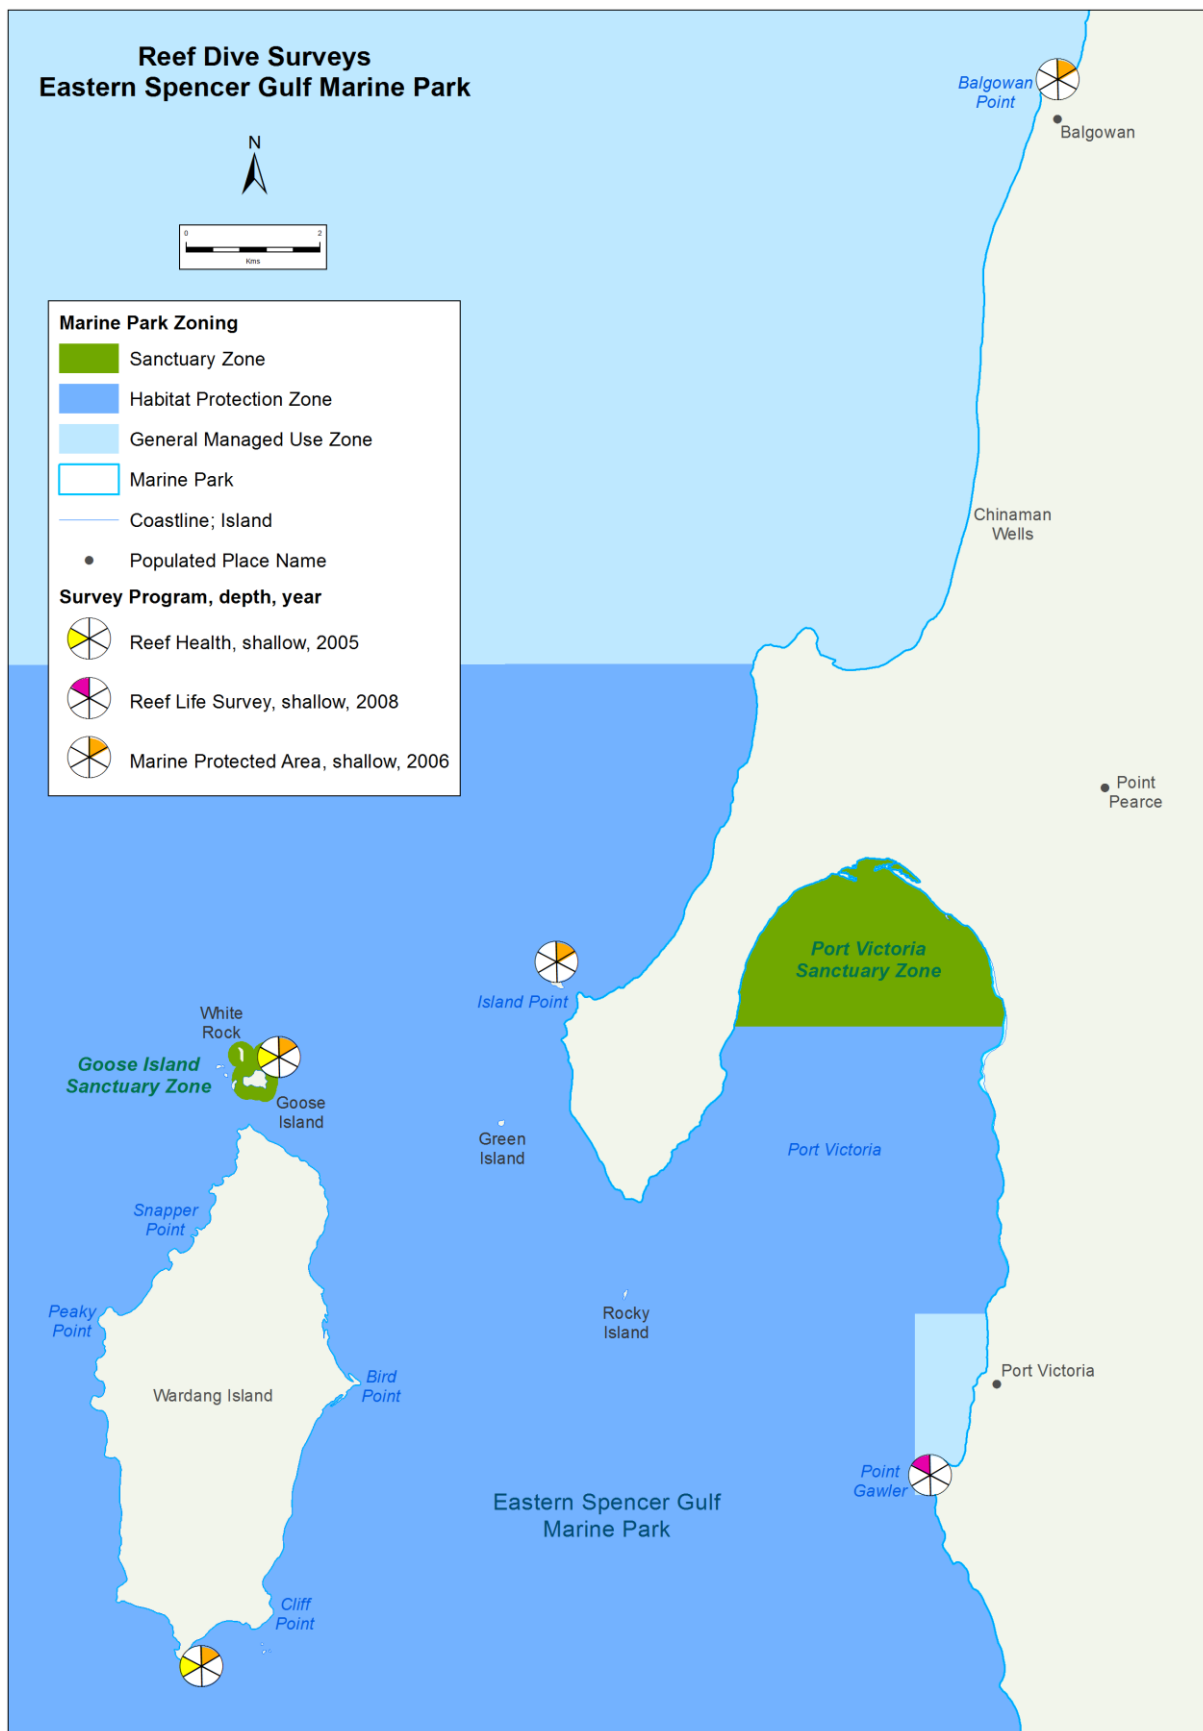 Reef Dive Surveys
Eastern Spencer Gulf Marine Park
N
0 2
Kms
Marine Park Zoning
Sanctuary Zone
Habitat Protection Zone
General Managed Use Zone
Marine Park
Coastline; Island
Populated Place Name
Survey Program, depth, year
Reef Health, shallow, 2005
Reef Life Survey, shallow, 2008
Marine Protected Area, shallow, 2006
Balgowan
Point
Balgowan
Chinaman
Wells
Point
Pearce
Port Victoria
Sanctuary Zone
Island Point
White
Rock
Goose Island
Sanctuary Zone
Goose
Island
Green
Island
Port Victoria
Snapper
Point
Peaky
Point
Rocky
Island
Wardang Island
Bird
Point
Port Victoria
Point
Gawler
Eastern Spencer Gulf
Marine Park
Cliff
Point